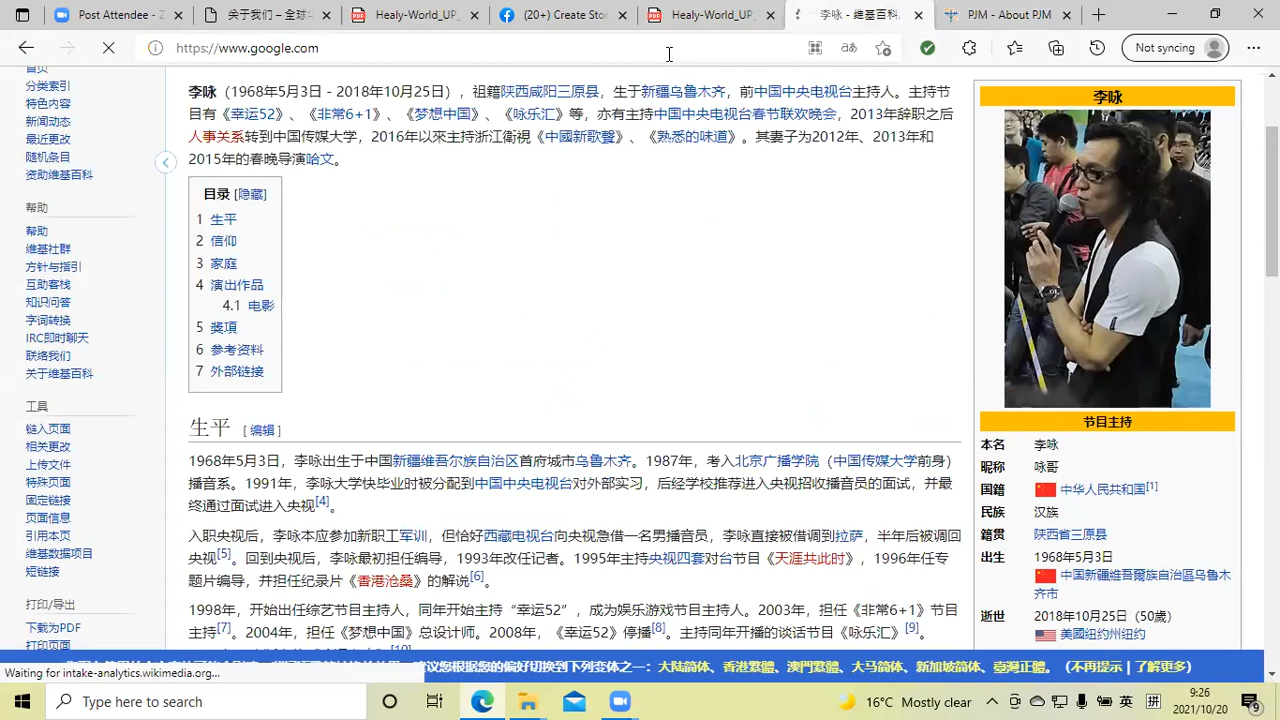 Post Attendee - Z
关于我们 – 全球
Healy-World_UP_
(20+) Create Sto
Healy-World_UP_
李咏 - 维基百科,
PJM - About PJM
https://www.google.com
Not syncing
首页
分类索引
特色内容
新闻动态
最近更改
随机条目
资助维基百科
帮助
帮助
维基社群
方针与指引
互助客栈
知识问答
字词转换
IRC即时聊天
联络我们
关于维基百科
工具
链入页面
相关更改
上传文件
特殊页面
固定链接
页面信息
引用本页
维基数据项目
短链接
打印/导出
下载为PDF
打印页面
李咏（1968年5月3日 - 2018年10月25日），祖籍陕西咸阳三原县，生于新疆乌鲁木齐，前中国中央电视台主持人。主持节
目有《幸运52》、《非常6+1》、《梦想中国》、《咏乐汇》等，亦有主持中国中央电视台春节联欢晚会，2013年辞职之后
人事关系转到中国传媒大学，2016年以來主持浙江衛視《中國新歌聲》、《熟悉的味道》。其妻子为2012年、2013年和
2015年的春晚导演哈文。
目录 [隐藏]
1 生平
2 信仰
3 家庭
4 演出作品
4.1 电影
5 奖項
6 参考资料
7 外部链接
生平 [编辑]
1968年5月3日，李咏出生于中国新疆维吾尔族自治区首府城市乌鲁木齐。1987年，考入北京广播学院（中国传媒大学前身）
播音系。1991年，李咏大学快毕业时被分配到中国中央电视台对外部实习，后经学校推荐进入央视招收播音员的面试，并最
终通过面试进入央视[4]。
入职央视后，李咏本应参加新职工军训，但恰好西藏电视台向央视急借一名男播音员，李咏直接被借调到拉萨，半年后被调回
央视[5]。回到央视后，李咏最初担任编导，1993年改任记者。1995年主持央视四套对台节目《天涯共此时》，1996年任专
题片编导，并担任纪录片《香港沧桑》的解说[6]。
1998年，开始出任综艺节目主持人，同年开始主持“幸运52”，成为娱乐游戏节目主持人。2003年，担任《非常6+1》节目
主持[7]。2004年，担任《梦想中国》总设计师。2008年，《幸运52》停播[8]。主持同年开播的谈话节目《咏乐汇》[9]。
李咏
节目主持
本名 李咏
昵称 咏哥
国籍 中华人民共和国[1]
民族 汉族
籍贯 陕西省三原县
出生 1968年5月3日
中国新疆维吾爾族自治區乌鲁木
齐市
逝世 2018年10月25日（50歲）
美國纽约州纽约
议您根据您的偏好切换到下列变体之一：大陆简体、香港繁體、澳門繁體、大马简体、新加坡简体、臺灣正體。（不再提示 | 了解更多）
Waiting for intake-analytics.wikimedia.org...
Type here to search
16°C Mostly clear
英
拼
9:26
2021/10/20
9